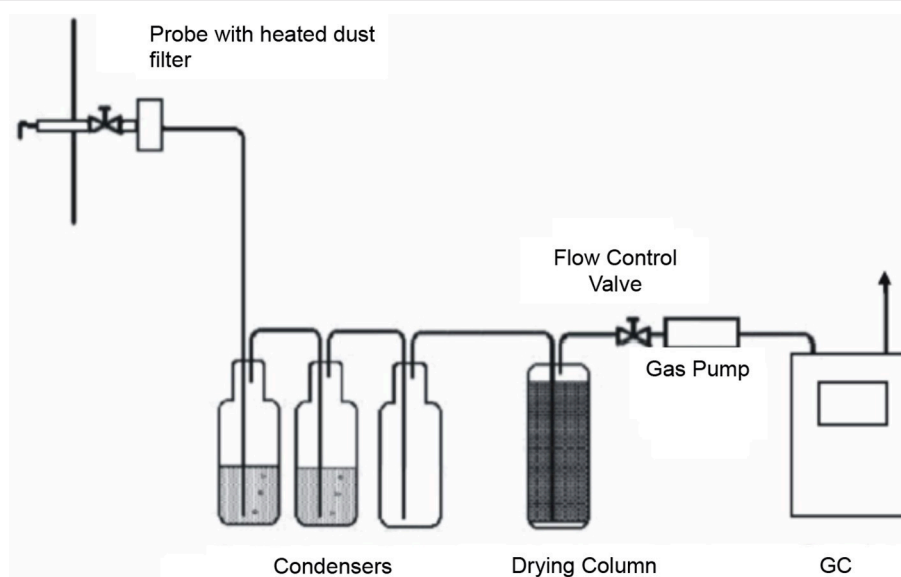 Probe with heated dust
filter
Flow Control
Valve
Gas Pump
Condensers
Drying Column
GC